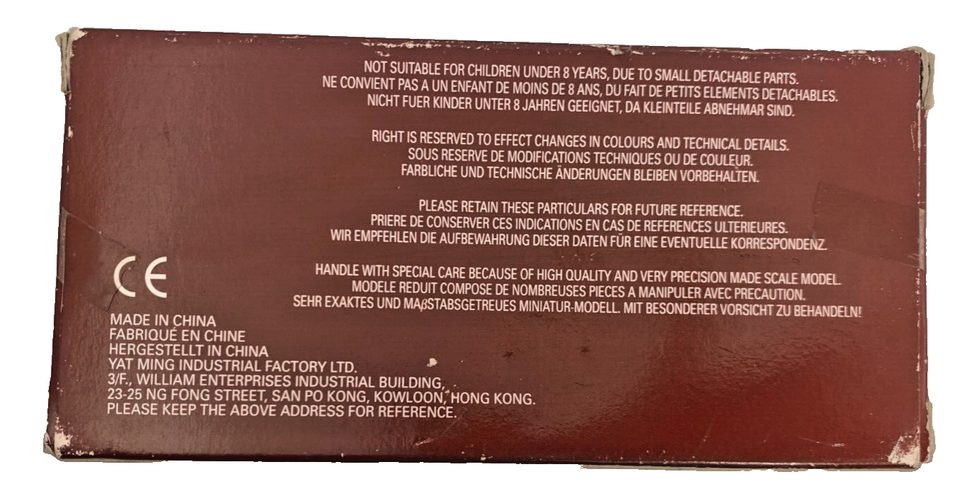 NOT SUITABLE FOR CHILDREN UNDER 8 YEARS, DUE TO SMALL DETACHABLE PARTS.
NE CONVIENT PAS A UN ENFANT DE MOINS DE 8 ANS, DU FAIT DE PETITS ELEMENTS DETACHABLES.
NICHT FUER KINDER UNTER 8 JAHREN GEEIGNET, DA KLEINTEILE ABNEHMAR SIND.
RIGHT IS RESERVED TO EFFECT CHANGES IN COLOURS AND TECHNICAL DETAILS.
SOUS RESERVE DE MODIFICATIONS TECHNIQUES OU DE COULEUR.
FARBLICHE UND TECHNISCHE ÄNDERUNGEN BLEIBEN VORBEHALTEN.
PLEASE RETAIN THESE PARTICULARS FOR FUTURE REFERENCE.
PRIERE DE CONSERVER CES INDICATIONS EN CAS DE REFERENCES ULTERIEURES.
WIR EMPFEHLEN DIE AUFBEWAHRUNG DIESER DATEN FÜR EINE EVENTUELLE KORRESPONDENZ.
HANDLE WITH SPECIAL CARE BECAUSE OF HIGH QUALITY AND VERY PRECISION MADE SCALE MODEL.
MODELE REDUIT COMPOSE DE NOMBREUSES PIECES A MANIPULER AVEC PRECAUTION.
SEHR EXAKTES UND MAßSTABSGETREUES MINIATUR-MODELL. MIT BESONDERER VORSICHT ZU BEHANDELN!
CE
MADE IN CHINA
FABRIQUÉ EN CHINE
HERGESTELLT IN CHINA
YAT MING INDUSTRIAL FACTORY LTD.
3/F., WILLIAM ENTERPRISES INDUSTRIAL BUILDING,
23-25 NG FONG STREET, SAN PO KONG, KOWLOON, HONG KONG.
PLEASE KEEP THE ABOVE ADDRESS FOR REFERENCE.